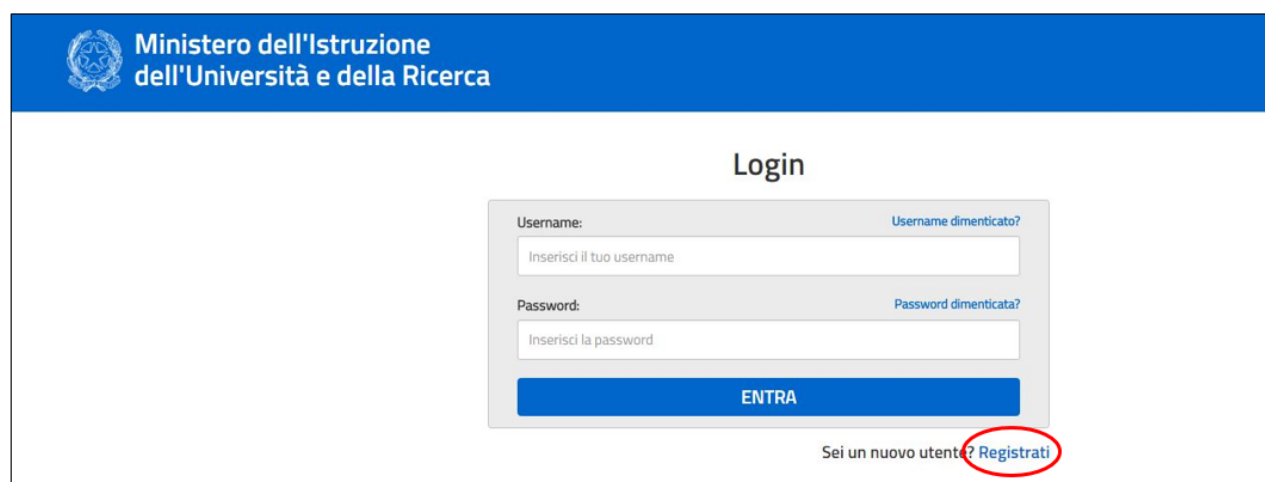 Ministero dell'Istruzione
dell'Università e della Ricerca
Login
Username: Username dimenticato?
Inserisci il tuo username
Password: Password dimenticata?
Inserisci la password
ENTRA
Sei un nuovo utente? Registrati